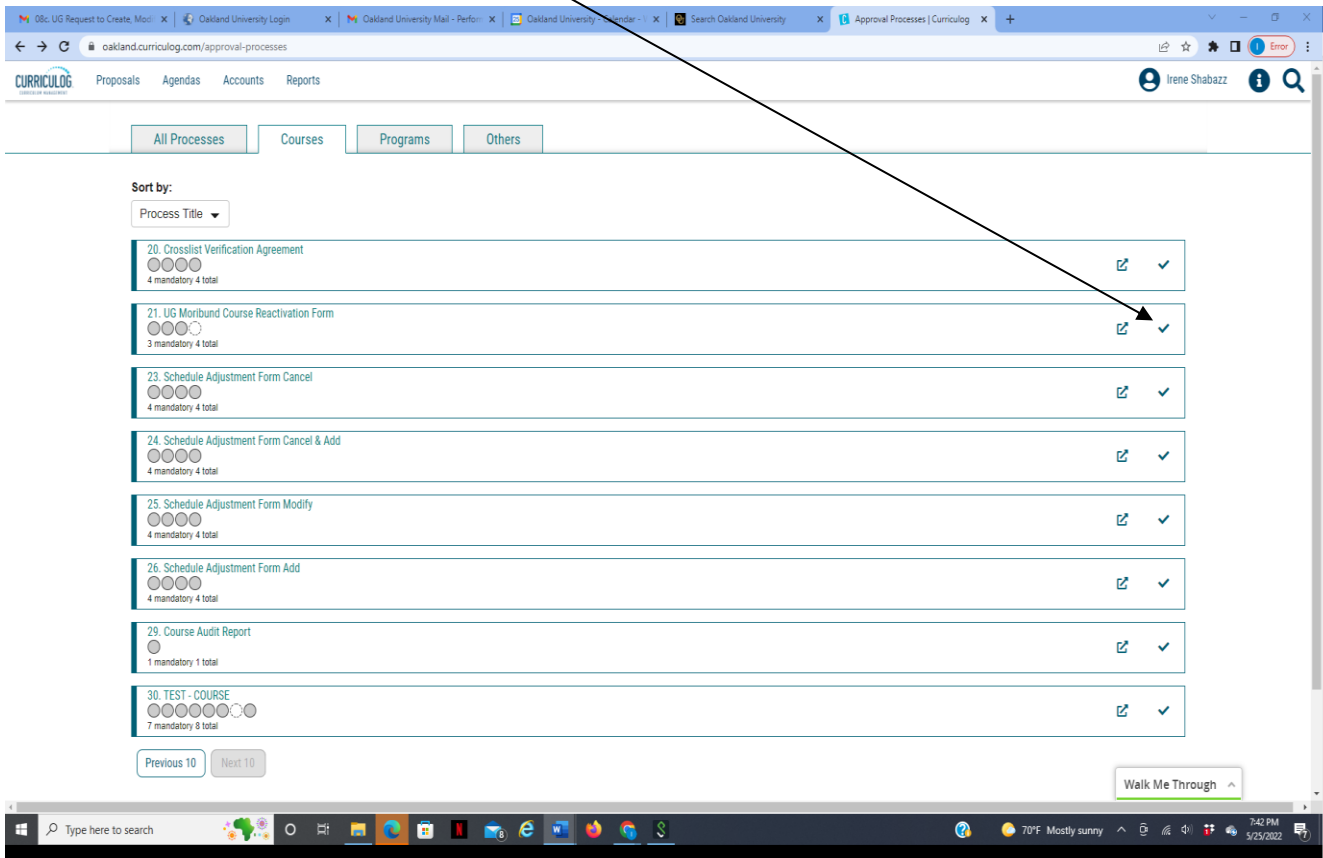 08c. UG Request to Create, Modi
Oakland University Login
Oakland University Mail - Perform
Oakland University - Calendar -
Search Oakland University
Approval Processes | Curriculog
oakland.curriculog.com/approval-processes
Error
CURRICULOG
Proposals
Agendas
Accounts
Reports
Irene Shabazz
All Processes
Courses
Programs
Others
Sort by:
Process Title
20. Crosslist Verification Agreement
4 mandatory 4 total
21. UG Moribund Course Reactivation Form
3 mandatory 4 total
23. Schedule Adjustment Form Cancel
4 mandatory 4 total
24. Schedule Adjustment Form Cancel & Add
4 mandatory 4 total
25. Schedule Adjustment Form Modify
4 mandatory 4 total
26. Schedule Adjustment Form Add
4 mandatory 4 total
29. Course Audit Report
1 mandatory 1 total
30. TEST - COURSE
7 mandatory 8 total
Previous 10
Next 10
Walk Me Through
Type here to search
70°F Mostly sunny
7:42 PM
5/25/2022